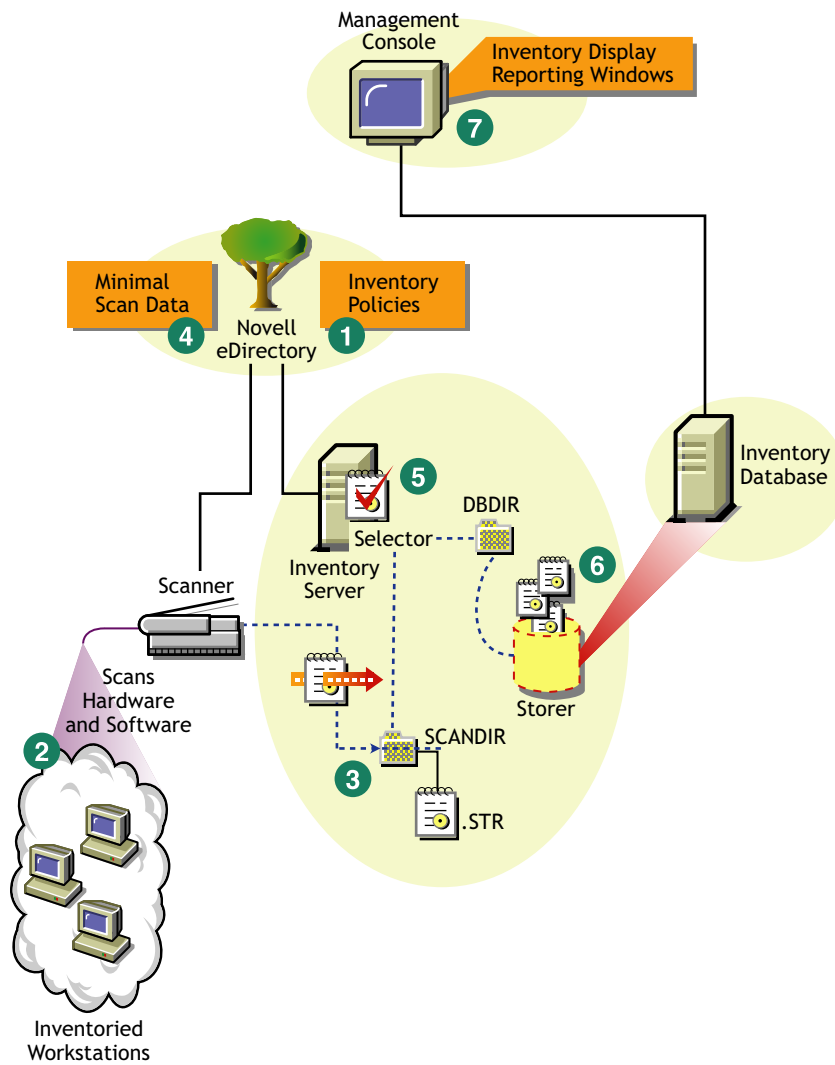 Management
Console
Inventory Display
Reporting Windows
7
Minimal
Scan Data
4
Novell
eDirectory
Inventory
Policies
1
Inventory
Database
5
Selector
Inventory
Server
DBDIR
6
Storer
Scanner
Scans
Hardware
and Software
2
SCANDIR
3
.STR
Inventoried
Workstations